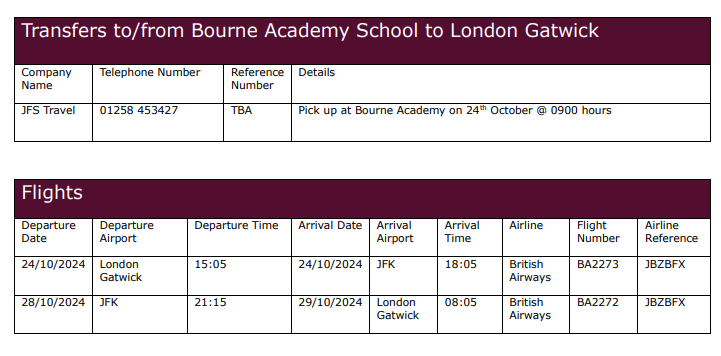 Transfers to/from Bourne Academy School to London Gatwick
Company Name Telephone Number Reference Number Details
JFS Travel 01258 453427 TBA Pick up at Bourne Academy on 24th October @ 0900 hours
Flights
Departure Date Departure Airport Departure Time Arrival Date Arrival Airport Arrival Time Airline Flight Number Airline Reference
24/10/2024 London Gatwick 15:05 24/10/2024 JFK 18:05 British Airways BA2273 JBZBFX
28/10/2024 JFK 21:15 29/10/2024 London Gatwick 08:05 British Airways BA2272 JBZBFX